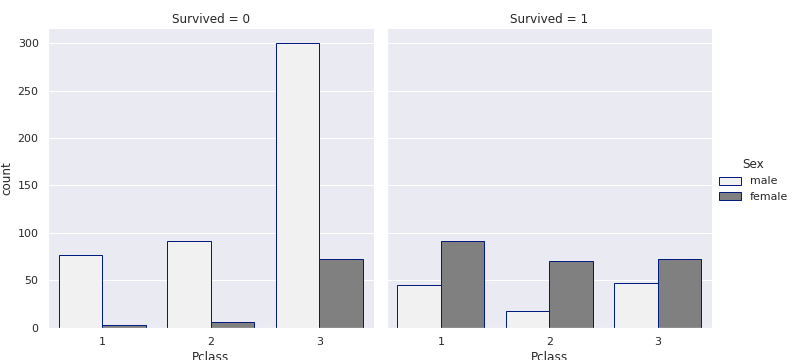 Survived = 0
Survived = 1
300
250
200
150
100
50
0
count
1
2
3
Pclass
1
2
3
Pclass
Sex
male
female